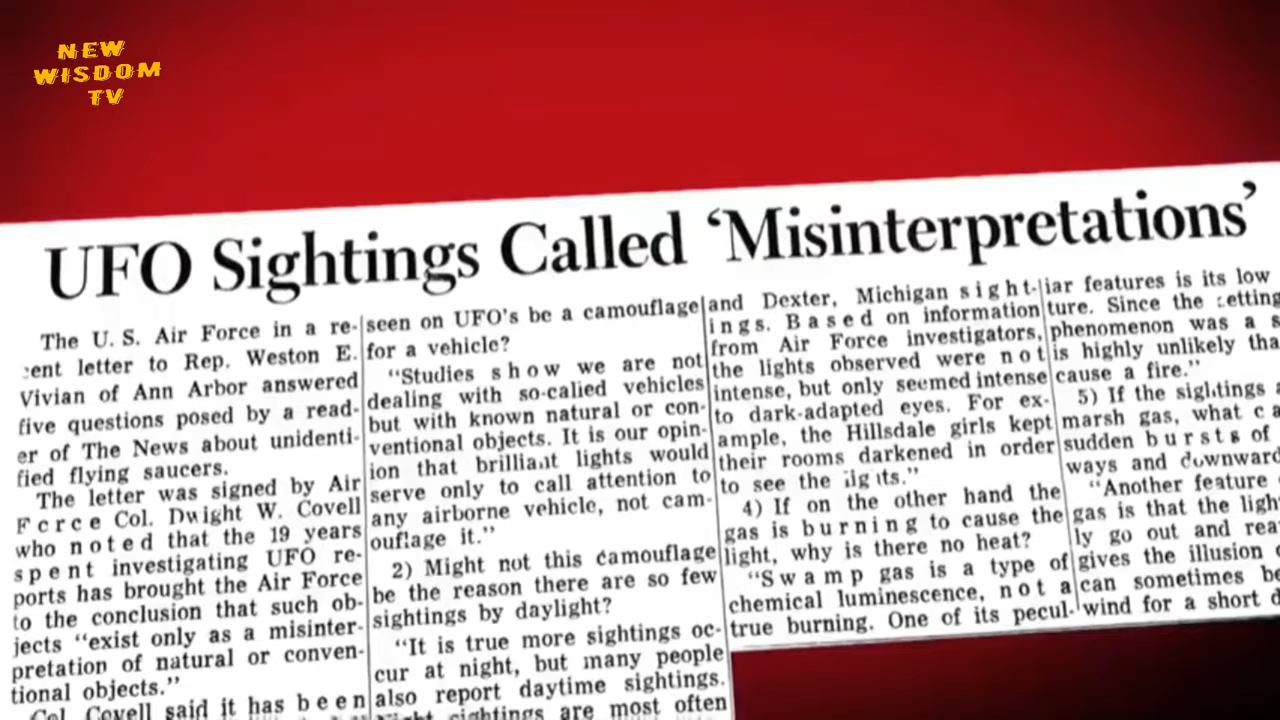 NEW
WISDOM
TV
UFO Sightings Called ‘Misinterpretations’
The U. S. Air Force in a re-
cent letter to Rep. Weston E.
Vivian of Ann Arbor answered
five questions posed by a read-
er of The News about unidenti-
fied flying saucers.
The letter was signed by Air
Force Col. Dwight W. Covell
who noted that the 19 years
spent investigating UFO re-
ports has brought the Air Force
to the conclusion that such ob-
jects “exist only as a misinter-
pretation of natural or conven-
tional objects.”
Col. Covell said it has been
seen on UFO’s be a camouflage
for a vehicle?
“Studies show we are not
dealing with so-called vehicles
but with known natural or con-
ventional objects. It is our opin-
ion that brilliant lights would
serve only to call attention to
any airborne vehicle, not cam-
ouflage it.”
2) Might not this camouflage
be the reason there are so few
sightings by daylight?
“It is true more sightings oc-
cur at night, but many people
also report daytime sightings.
sightings are most often
and Dexter, Michigan sight-
ings. Based on information
from Air Force investigators,
the lights observed were not
intense, but only seemed intense
to dark-adapted eyes. For ex-
ample, the Hillsdale girls kept
their rooms darkened in order
to see the lights.”
4) If on the other hand the
gas is burning to cause the
light, why is there no heat?
“Swamp gas is a type of
chemical luminescence, not a
true burning. One of its pecul-
iar features is its low
ture. Since the
phenomenon was a s
is highly unlikely tha
cause a fire.”
5) If the sightings a
marsh gas, what ca
sudden bursts of
ways and downward
“Another feature
gas is that the ligh
ly go out and rea
gives the illusion o
can sometimes be
wind for a short d